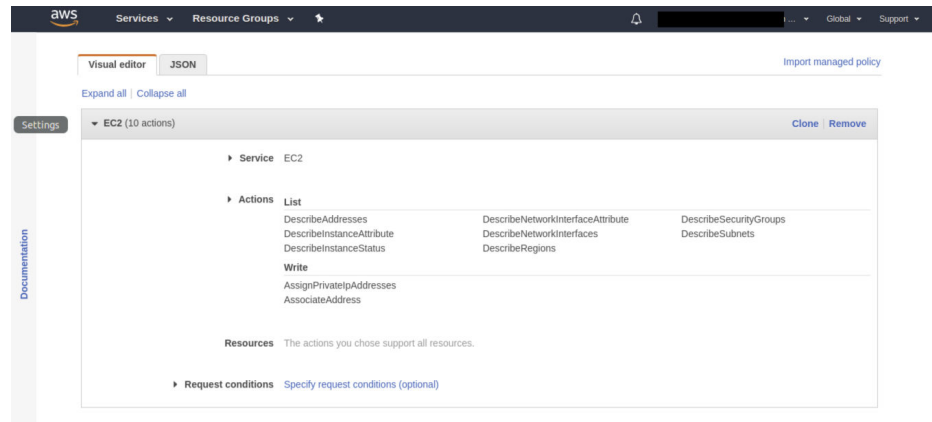 aws Services Resource Groups Global Support
Visual editor JSON Import managed policy
Expand all | Collapse all
Settings
EC2 (10 actions) Clone | Remove
Service EC2
Actions List
DescribeAddresses DescribeNetworkInterfaceAttribute DescribeSecurityGroups
DescribeInstanceAttribute DescribeNetworkInterfaces DescribeSubnets
DescribeInstanceStatus DescribeRegions
Write
AssignPrivateIpAddresses
AssociateAddress
Documentation
Resources The actions you chose support all resources.
Request conditions Specify request conditions (optional)